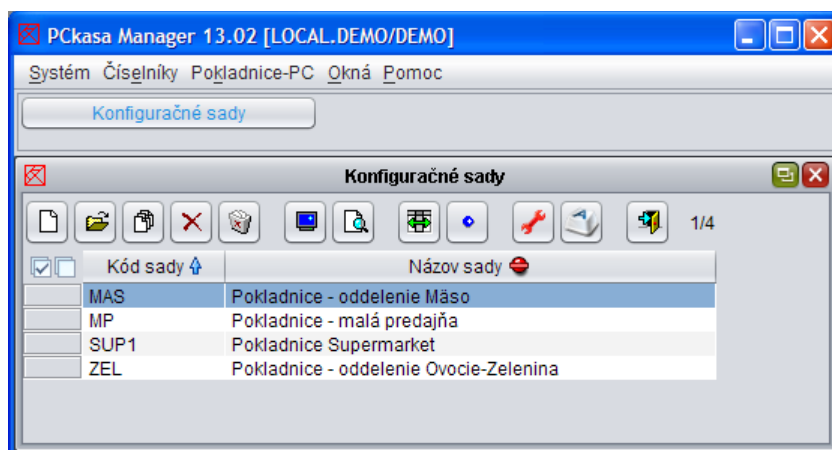 PCkasa Manager 13.02 [LOCAL.DEMO/DEMO]
Systém Číselníky Pokladnice-PC Okná Pomoc
Konfiguračné sady
Konfiguračné sady
1/4
Kód sady Názov sady
MAS Pokladnice - oddelenie Mäso
MP Pokladnice - malá predajňa
SUP1 Pokladnice Supermarket
ZEL Pokladnice - oddelenie Ovocie-Zelenina